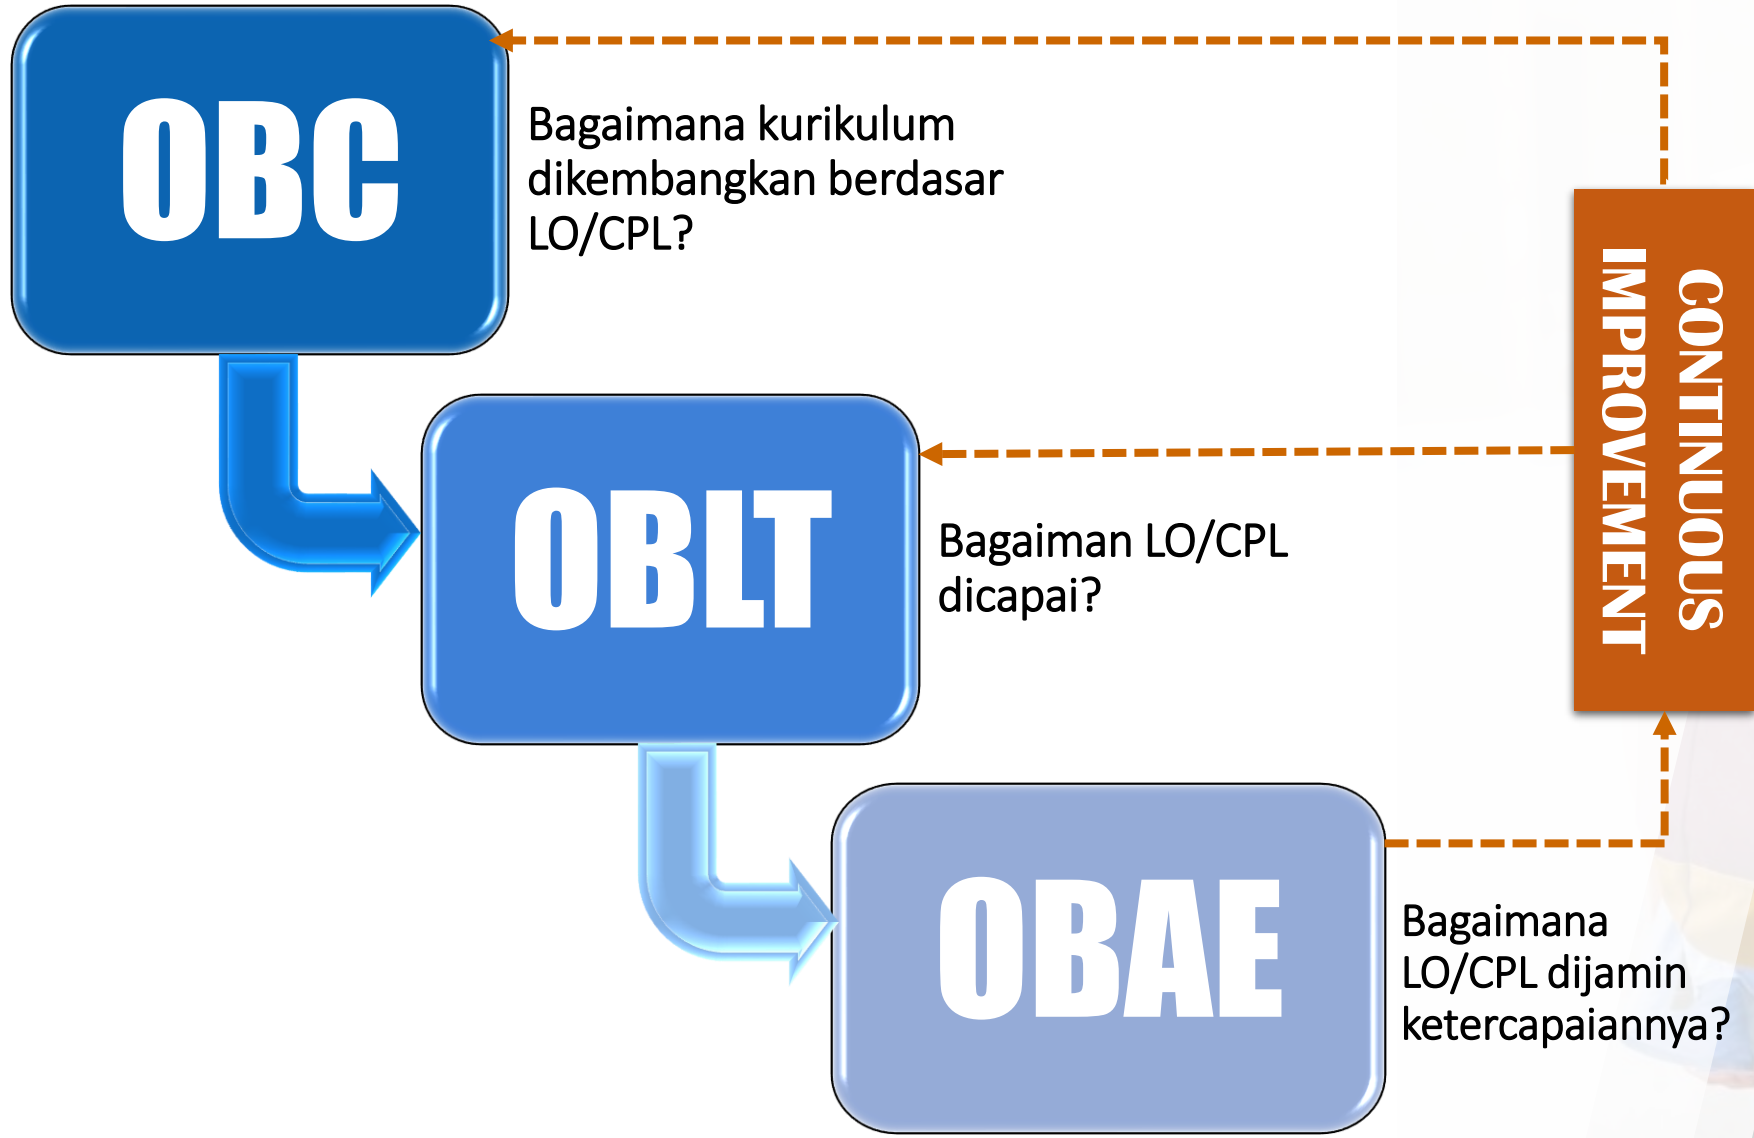 OBC
Bagaimana kurikulum
dikembangkan berdasar
LO/CPL?
CONTINUOUS
IMPROVEMENT
OBLT
Bagaiman LO/CPL
dicapai?
OBAE
Bagaimana
LO/CPL dijamin
ketercapaiannya?